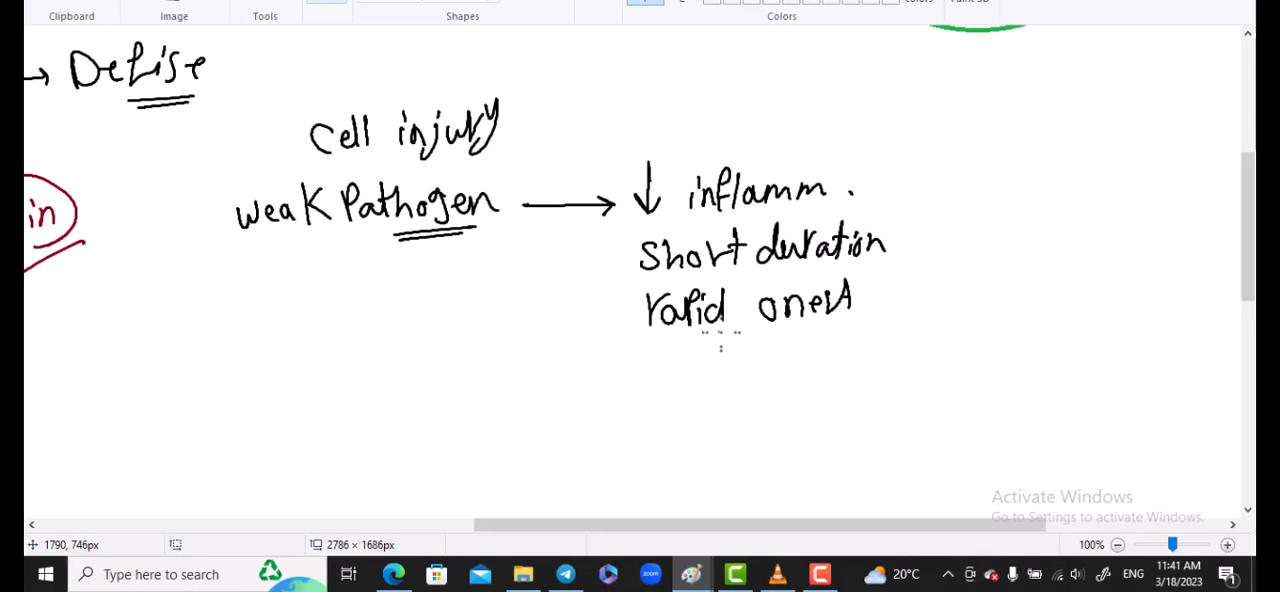 Clipboard Image Tools Shapes Colors
→ Defise
Cell injury
in
weak Pathogen → ↓ inflamm.
short duration
rapid onest
Activate Windows
Go to Settings to activate Windows.
1790, 746px 2786 × 1686px 100%
Type here to search 20°C ENG 11:41 AM
3/18/2023